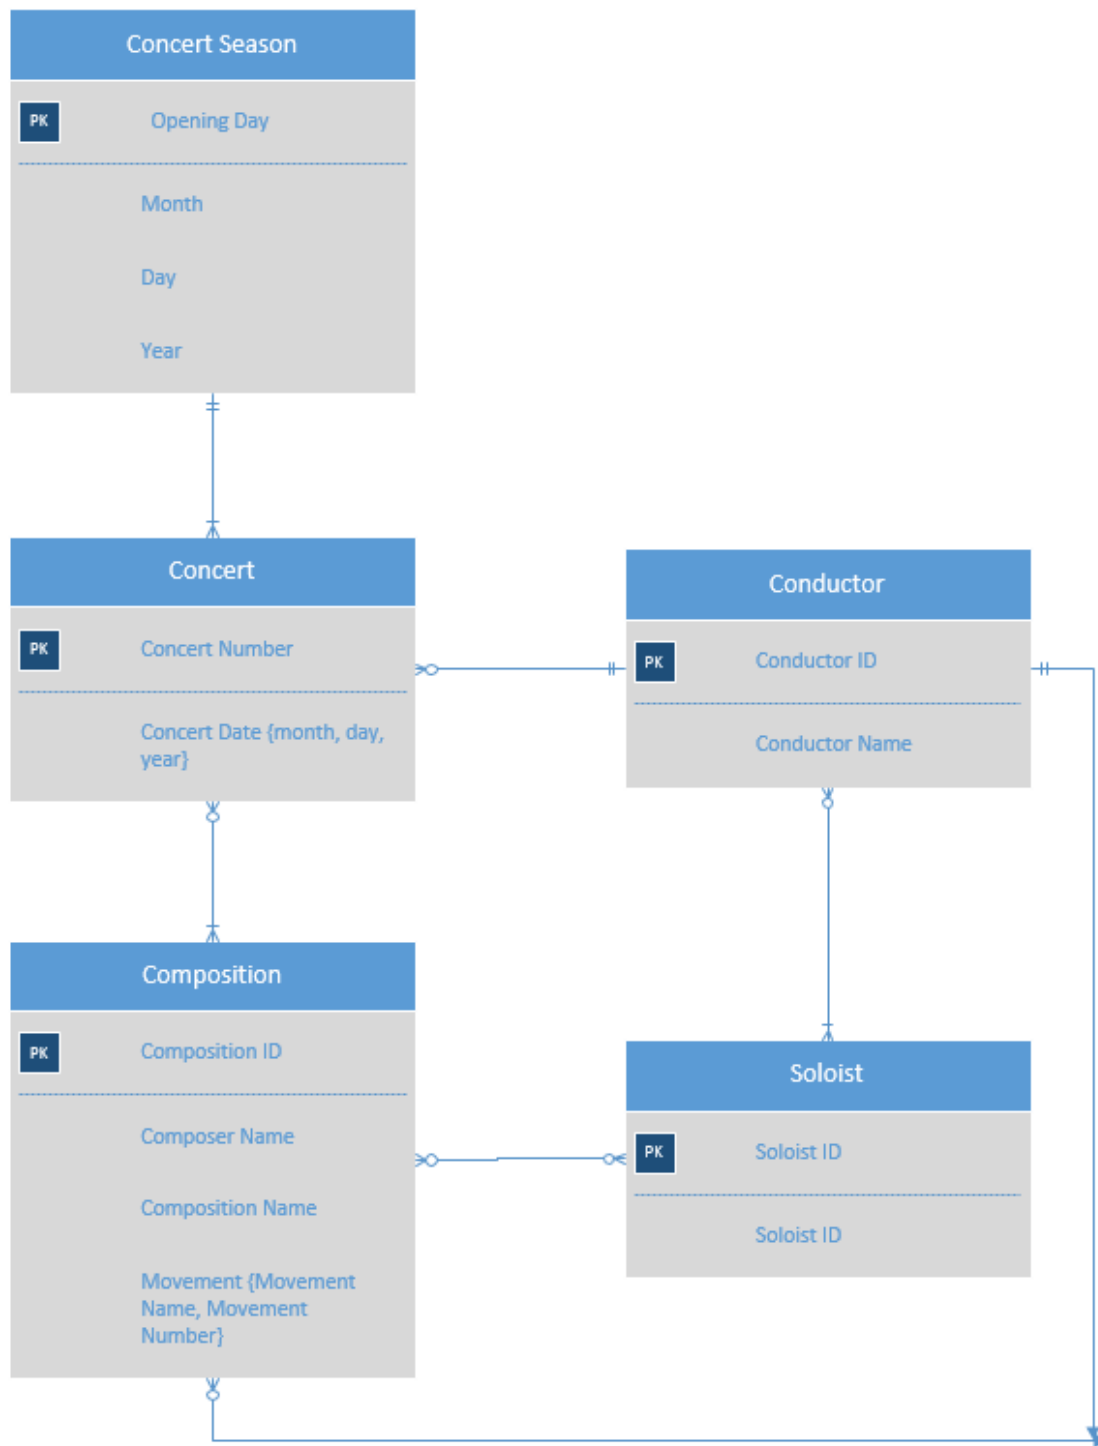 Concert Season
PK
Opening Day
Month
Day
Year
Concert
PK
Concert Number
Concert Date {month, day,
year}
Conductor
PK
Conductor ID
Conductor Name
Composition
PK
Composition ID
Composer Name
Composition Name
Movement {Movement
Name, Movement
Number}
Soloist
PK
Soloist ID
Soloist ID